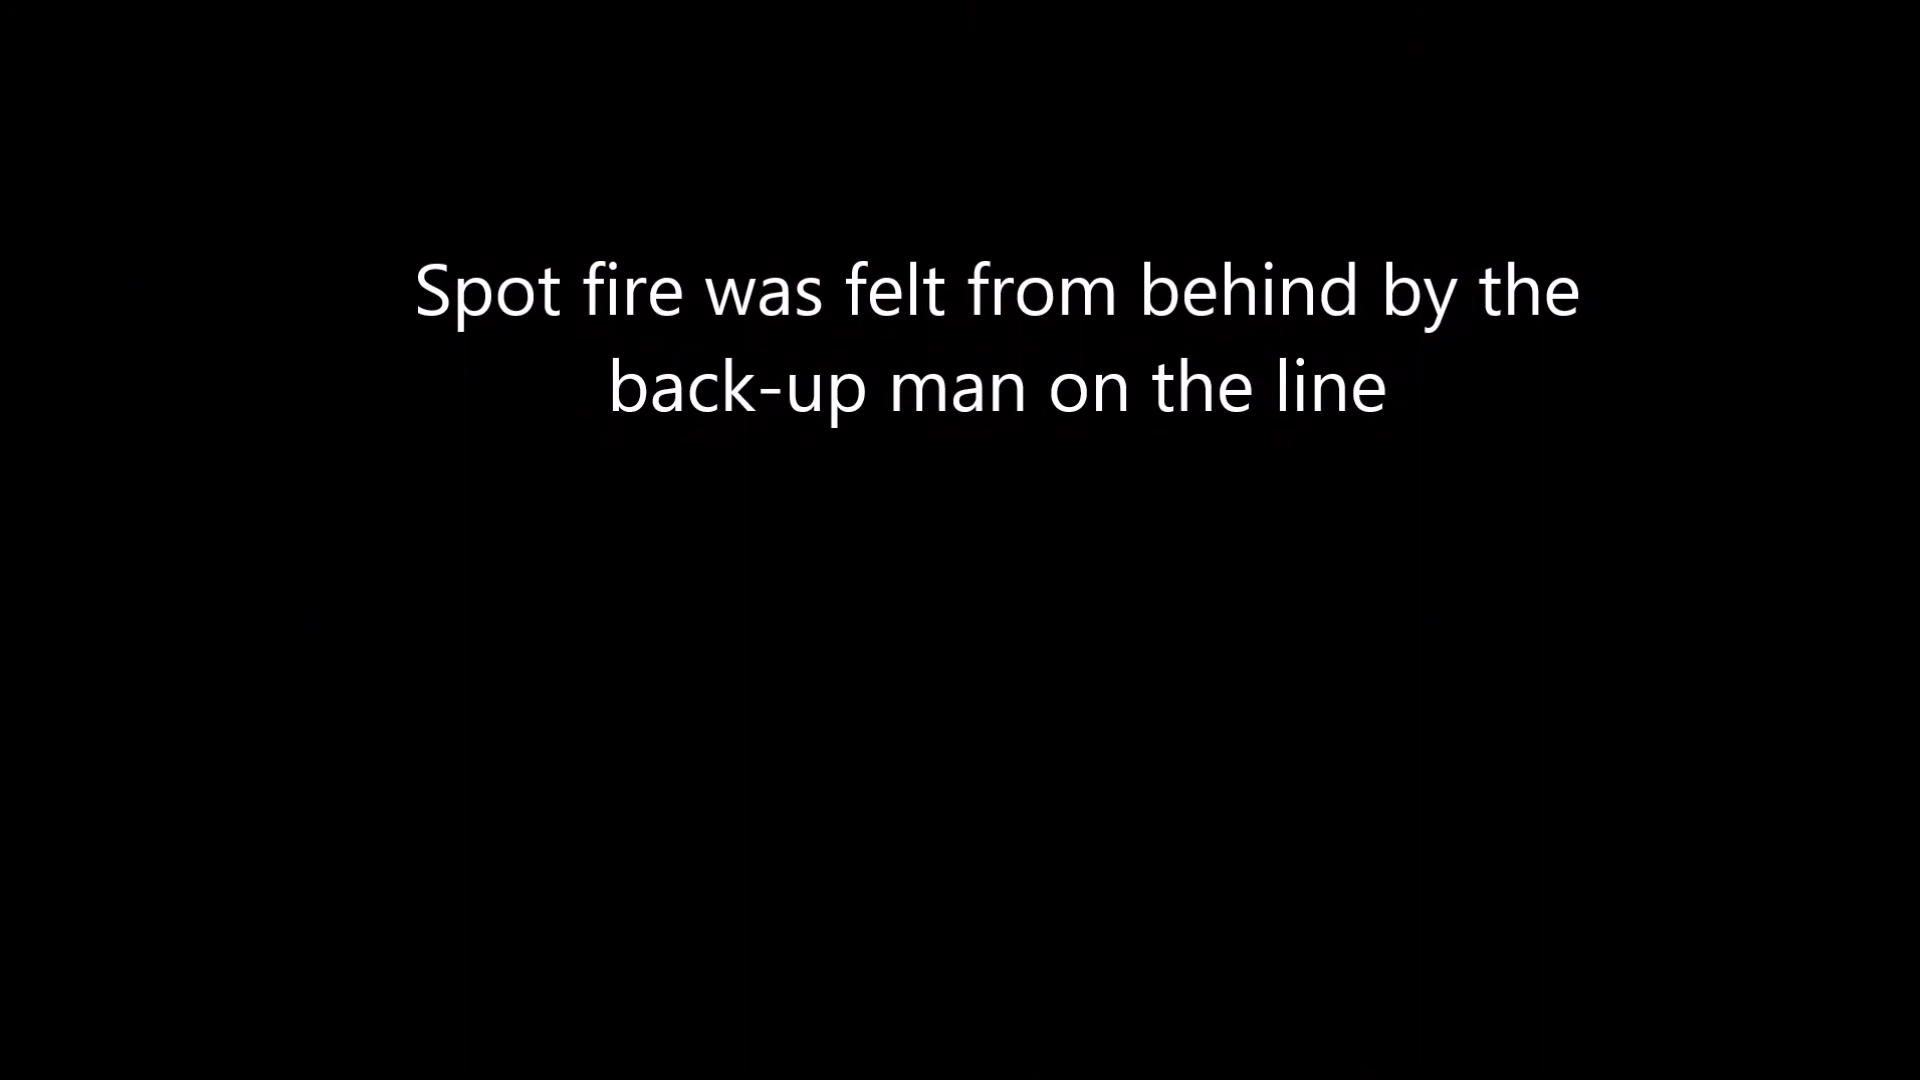 Spot fire was felt from behind by the
back-up man on the line